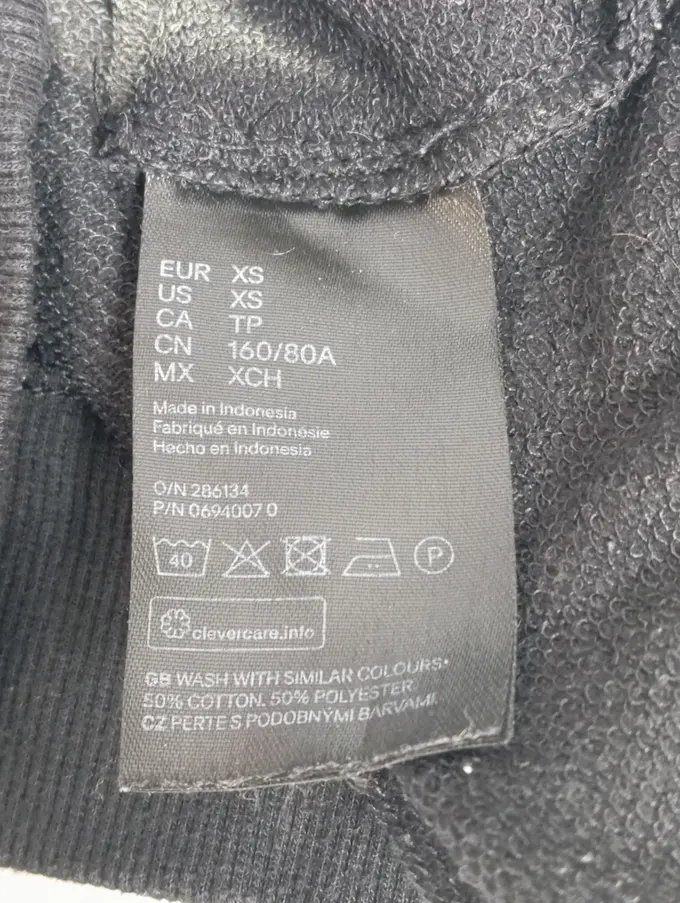 EUR XS
US XS
CA TP
CN 160/80A
MX XCH
Made in Indonesia
Fabriqué en Indonésie
Hecho en Indonesia
O/N 286134
P/N 0694007 0
40 P
clevercare.info
GB WASH WITH SIMILAR COLOURS•
50% COTTON. 50% POLYESTER
CZ PERTE S PODOBNÝMI BARVAMI.